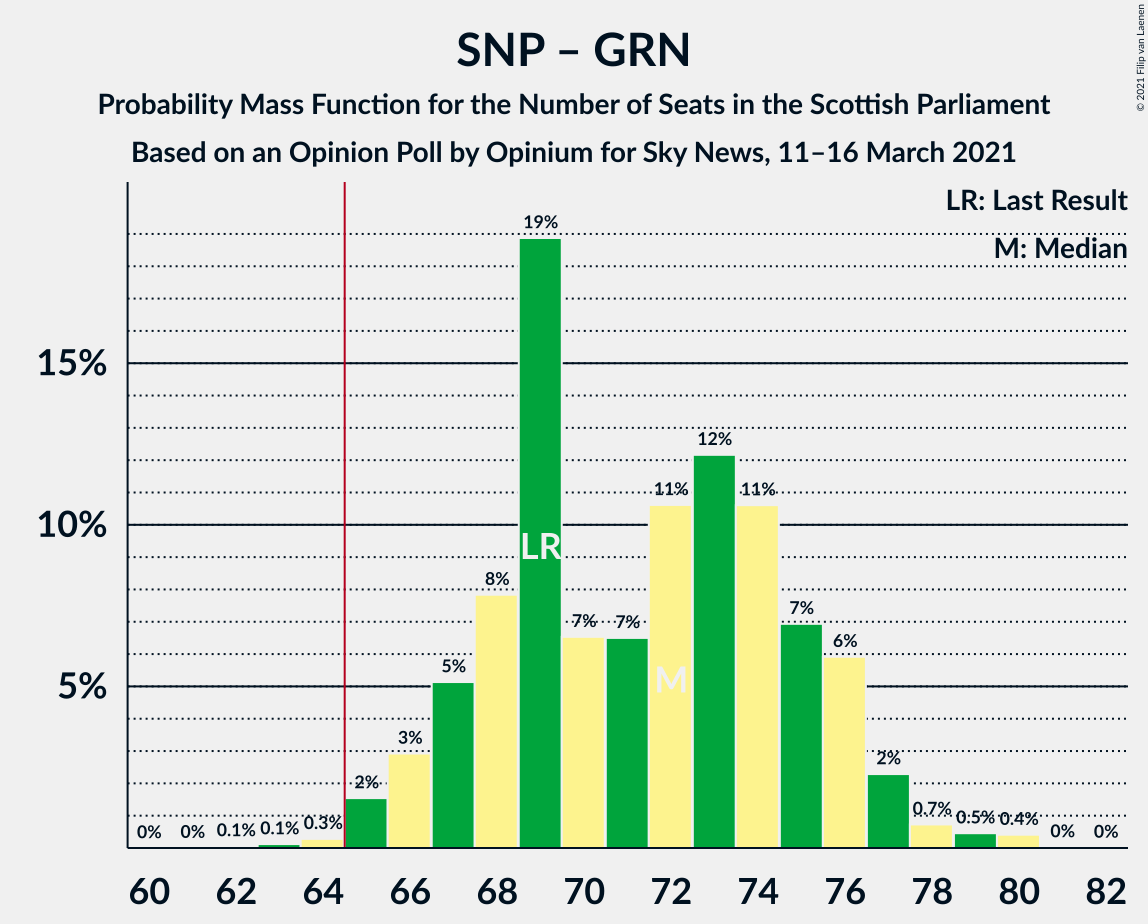 SNP – GRN
Probability Mass Function for the Number of Seats in the Scottish Parliament
Based on an Opinion Poll by Opinium for Sky News, 11–16 March 2021
© 2021 Filip van Laenen
LR: Last Result
M: Median
15%
10%
5%
0% 0% 0.1% 0.1% 0.3% 2% 3% 5% 8% 19% 7% 7% 11% 12% 11% 7% 6% 2% 0.7% 0.5% 0.4% 0% 0%
LR
M
60 62 64 66 68 70 72 74 76 78 80 82